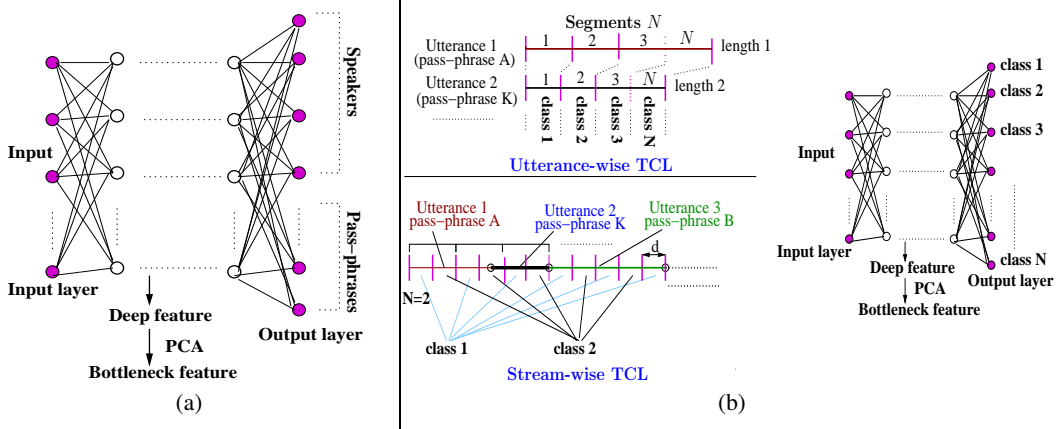 Speakers
Input
Pass−phrases
Input layer
Deep feature
Output layer
PCA
Bottleneck feature
(a)
Segments N
Utterance 1
(pass−phrase A)
1 2 3 N
length 1
Utterance 2
(pass−phrase K)
1 2 3 N
length 2
class 1
class 2
class 3
class N
Utterance−wise TCL
Utterance 1
pass−phrase A
Utterance 2
pass−phrase K
Utterance 3
pass−phrase B
d
N=2
class 1 class 2
Stream−wise TCL
(b)
class 1
class 2
class 3
Input
class N
Input layer
Deep feature
Output layer
PCA
Bottleneck feature